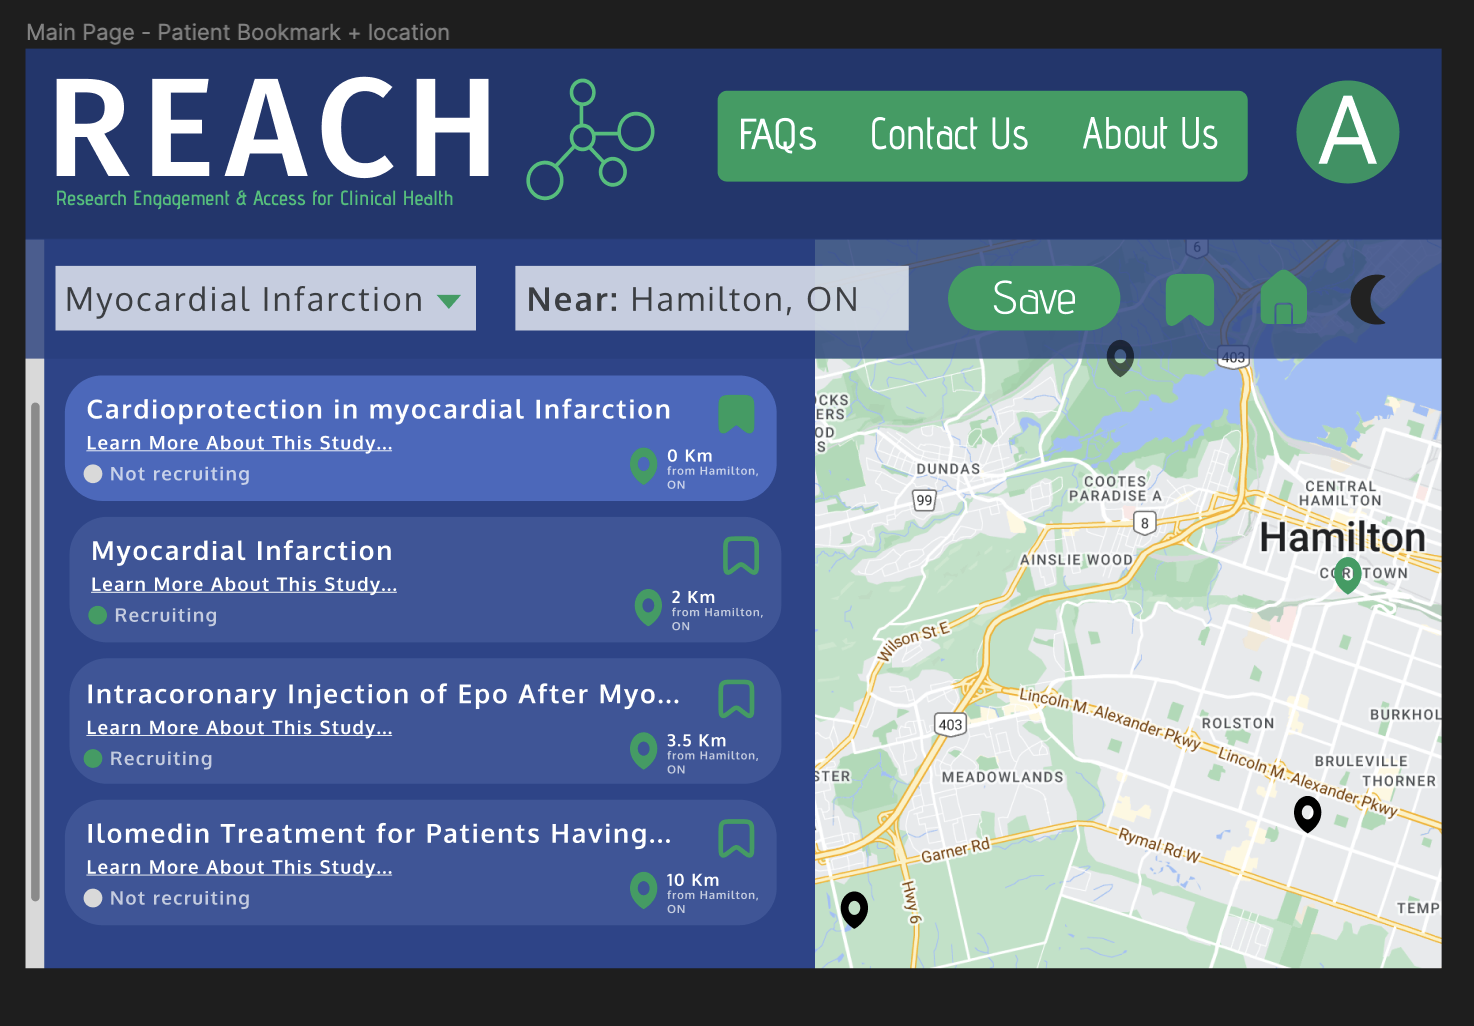 Main Page - Patient Bookmark + location
REACH
Research Engagement & Access for Clinical Health
FAQs Contact Us About Us
A
Myocardial Infarction
Near: Hamilton, ON
Save
Cardioprotection in myocardial Infarction
Learn More About This Study...
Not recruiting
0 Km
from Hamilton,
ON
Myocardial Infarction
Learn More About This Study...
Recruiting
2 Km
from Hamilton,
ON
Intracoronary Injection of Epo After Myo...
Learn More About This Study...
Recruiting
3.5 Km
from Hamilton,
ON
Ilomedin Treatment for Patients Having...
Learn More About This Study...
Not recruiting
10 Km
from Hamilton,
ON
6
403
OCKS
ERS
OD
S
DUNDAS
99
COOTES
PARADISE A
8
CENTRAL
HAMILTON
Hamilton
AINSLIE WOOD
Wilson St E
Lincoln M. Alexander Pkwy
403
ROLSTON
BURKHOL
Lincoln M. Alexander Pkwy
BRULEVILLE
THORNER
STER
MEADOWLANDS
Garner Rd
Rymal Rd W
Hwy 6
TEMP